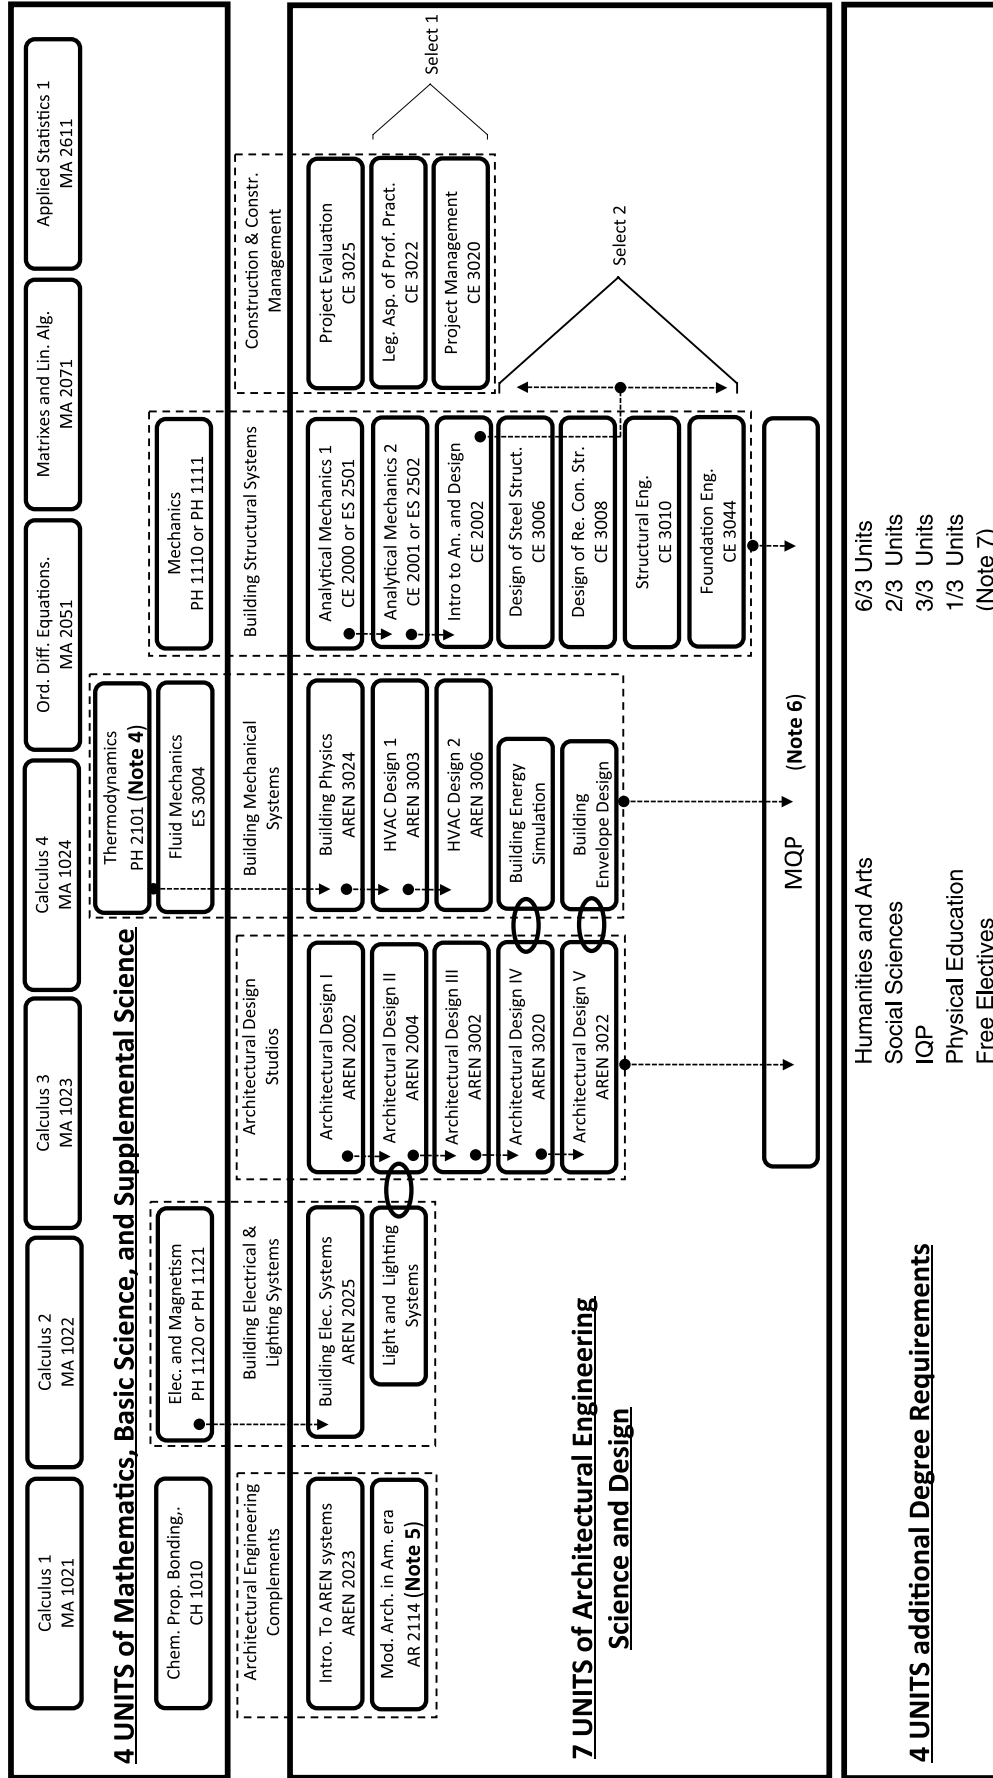 Calculus 1
MA 1021
Calculus 2
MA 1022
Calculus 3
MA 1023
Calculus 4
MA 1024
Ord. Diff. Equations.
MA 2051
Matrixes and Lin. Alg.
MA 2071
Applied Statistics 1
MA 2611
4 UNITS of Mathematics, Basic Science, and Supplemental Science
Chem. Prop. Bonding,.
CH 1010
Elec. and Magnetism
PH 1120 or PH 1121
Thermodynamics
PH 2101 (Note 4)
Fluid Mechanics
ES 3004
Mechanics
PH 1110 or PH 1111
Architectural Engineering
Complements
Intro. To AREN systems
AREN 2023
Mod. Arch. in Am. era
AR 2114 (Note 5)
Building Electrical &
Lighting Systems
Building Elec. Systems
AREN 2025
Light and Lighting
Systems
Architectural Design
Studios
Architectural Design I
AREN 2002
Architectural Design II
AREN 2004
Architectural Design III
AREN 3002
Architectural Design IV
AREN 3020
Architectural Design V
AREN 3022
Building Mechanical
Systems
Building Physics
AREN 3024
HVAC Design 1
AREN 3003
HVAC Design 2
AREN 3006
Building Energy
Simulation
Building
Envelope Design
Building Structural Systems
Analytical Mechanics 1
CE 2000 or ES 2501
Analytical Mechanics 2
CE 2001 or ES 2502
Intro to An. and Design
CE 2002
Design of Steel Struct.
CE 3006
Design of Re. Con. Str.
CE 3008
Structural Eng.
CE 3010
Foundation Eng.
CE 3044
Construction & Constr.
Management
Project Evaluation
CE 3025
Leg. Asp. of Prof. Pract.
CE 3022
Project Management
CE 3020
Select 1
Select 2
7 UNITS of Architectural Engineering
Science and Design
MQP (Note 6)
4 UNITS additional Degree Requirements
Humanities and Arts 6/3 Units
Social Sciences 2/3 Units
IQP 3/3 Units
Physical Education 1/3 Units
Free Electives (Note 7)